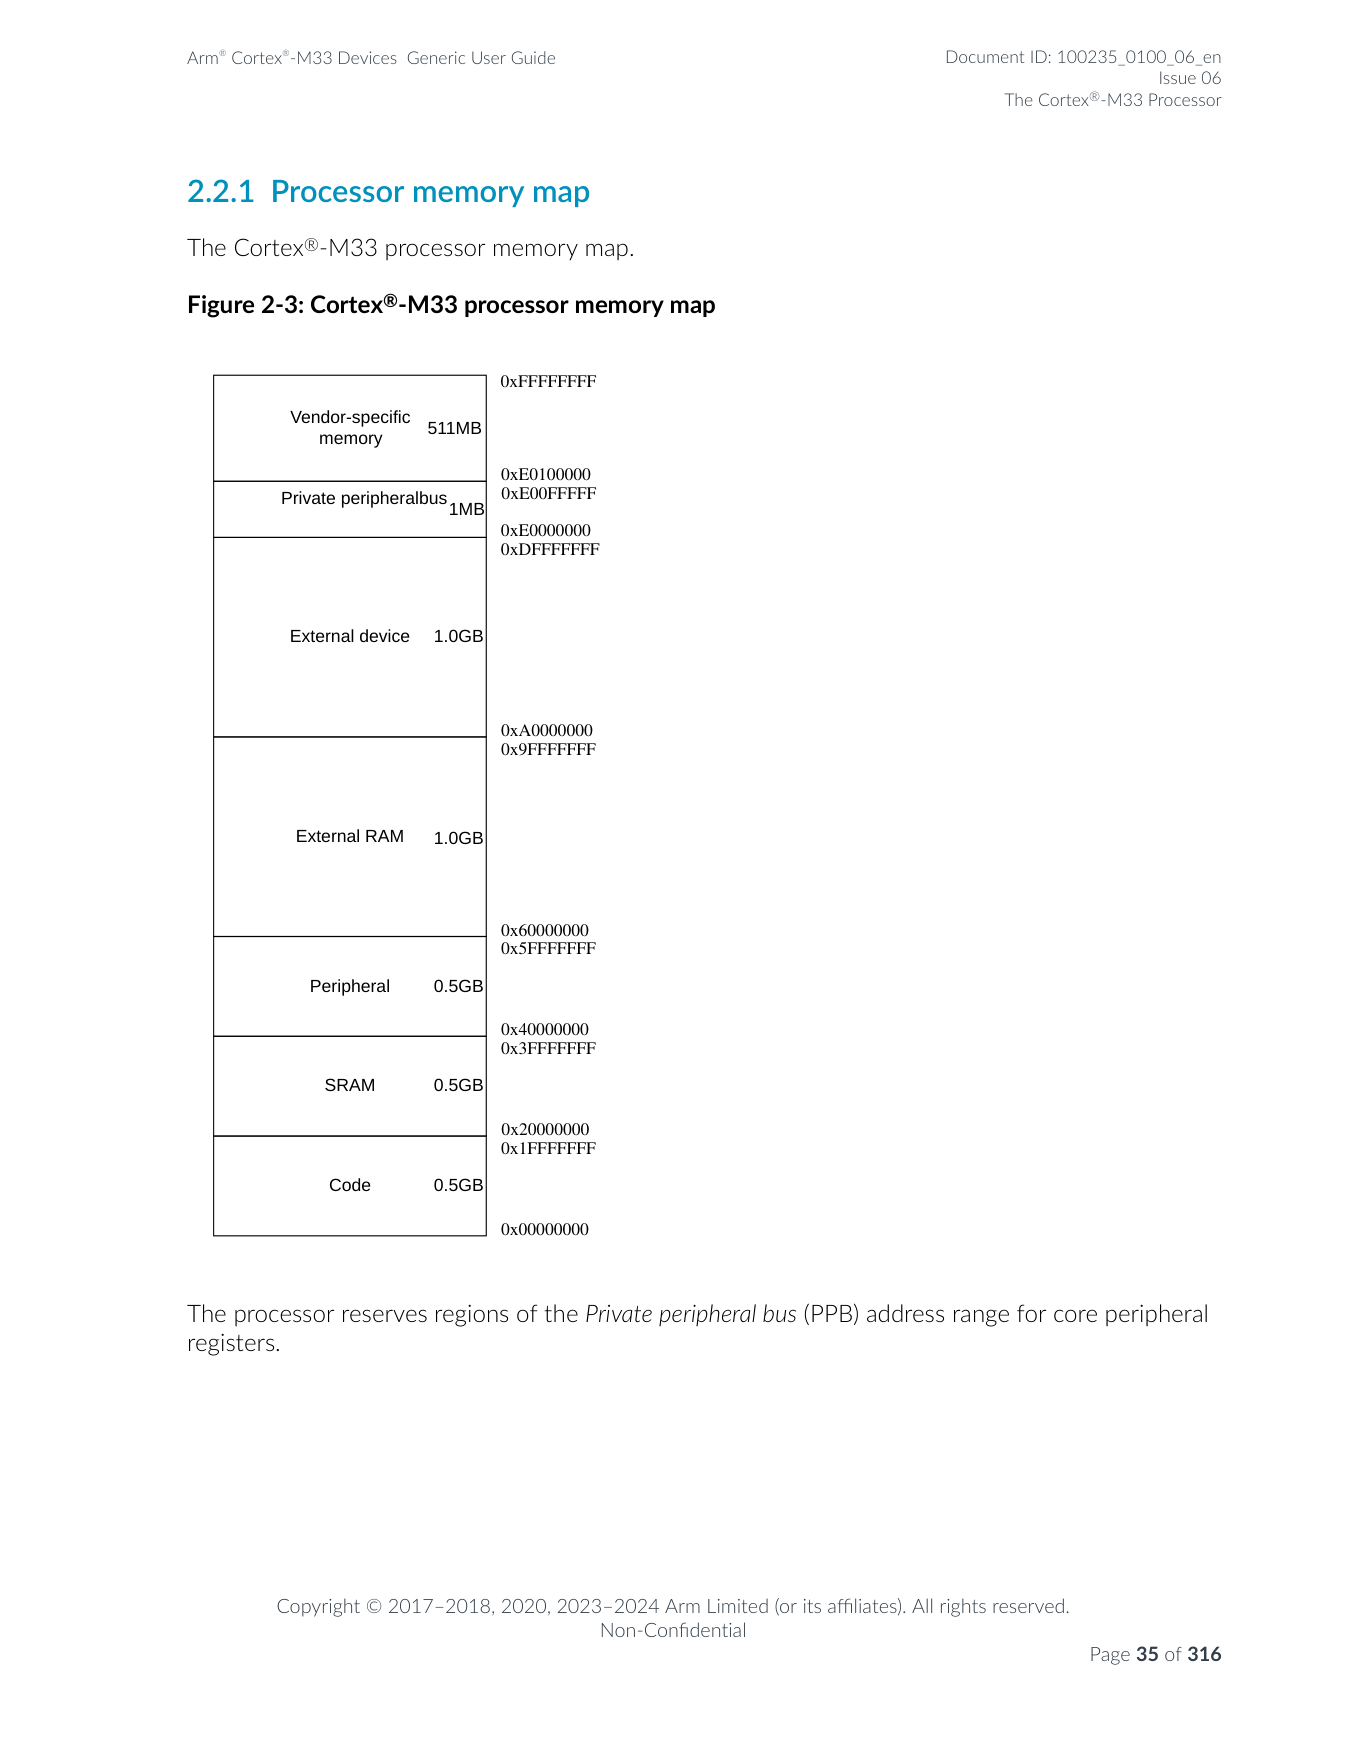 Arm® Cortex®-M33 Devices Generic User Guide
Document ID: 100235_0100_06_en
Issue 06
The Cortex®-M33 Processor
2.2.1 Processor memory map
The Cortex®-M33 processor memory map.
Figure 2-3: Cortex®-M33 processor memory map
0xFFFFFFFF
Vendor-specific
memory
511MB
0xE0100000
0xE00FFFFF
Private peripheralbus
1MB
0xE0000000
0xDFFFFFFF
External device 1.0GB
0xA0000000
0x9FFFFFFF
External RAM 1.0GB
0x60000000
0x5FFFFFFF
Peripheral 0.5GB
0x40000000
0x3FFFFFFF
SRAM 0.5GB
0x20000000
0x1FFFFFFF
Code 0.5GB
0x00000000
The processor reserves regions of the Private peripheral bus (PPB) address range for core peripheral
registers.
Copyright © 2017–2018, 2020, 2023–2024 Arm Limited (or its affiliates). All rights reserved.
Non-Confidential
Page 35 of 316